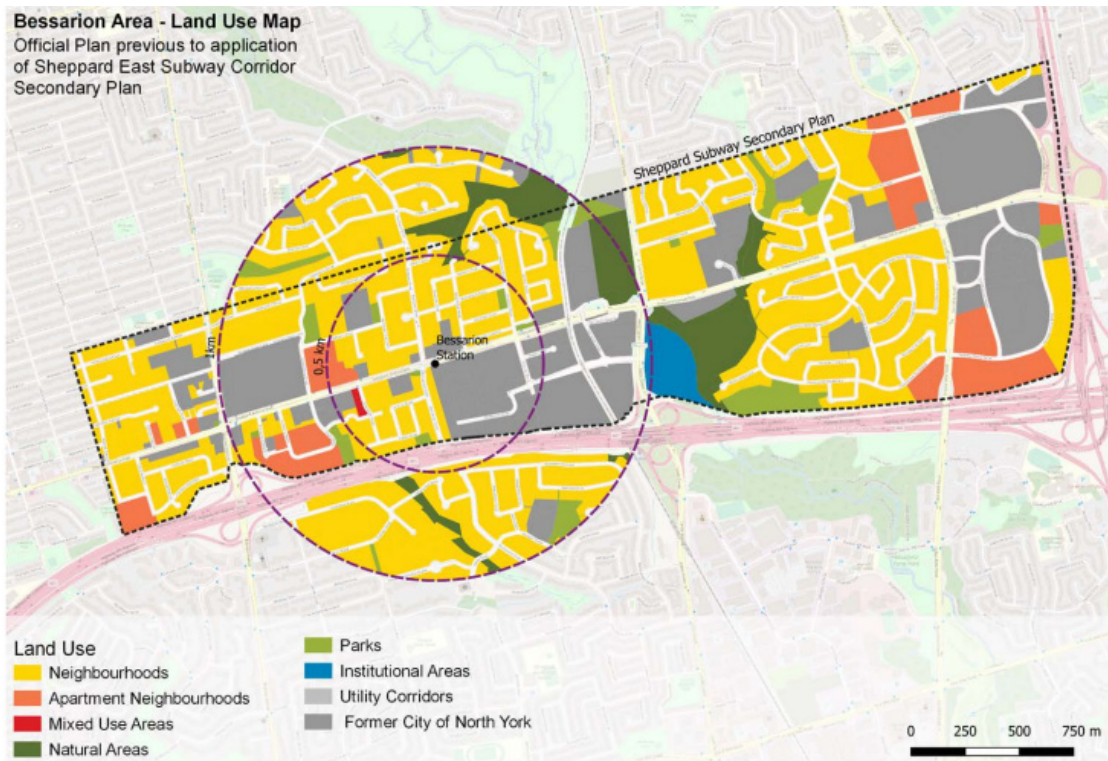 Bessarion Area - Land Use Map
Official Plan previous to application
of Sheppard East Subway Corridor
Secondary Plan
Sheppard Subway Secondary Plan
1km
0,5 km
Bessarion
Station
Land Use
Neighbourhoods
Apartment Neighbourhoods
Mixed Use Areas
Natural Areas
Parks
Institutional Areas
Utility Corridors
Former City of North York
0 250 500 750 m